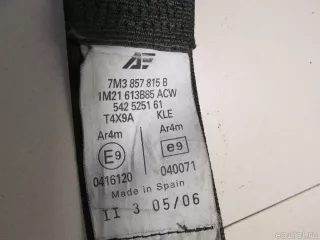 7M3 857 815 B
1M21 613B85 ACW
542 5251 61
T4X9A KLE
Ar4m Ar4m
E9 e9
0416120 040071
Made in Spain
II 3 05/06